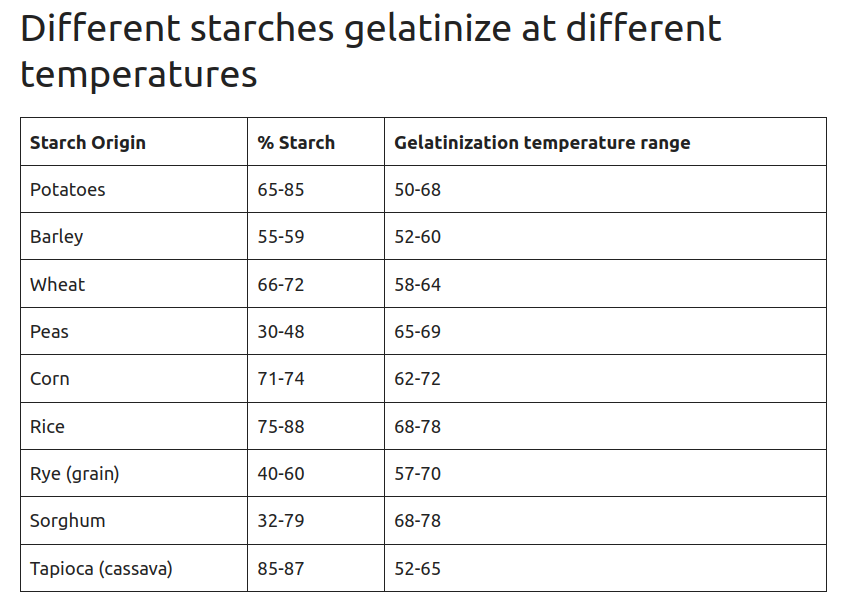 Different starches gelatinize at different
temperatures
Starch Origin % Starch Gelatinization temperature range
Potatoes 65-85 50-68
Barley 55-59 52-60
Wheat 66-72 58-64
Peas 30-48 65-69
Corn 71-74 62-72
Rice 75-88 68-78
Rye (grain) 40-60 57-70
Sorghum 32-79 68-78
Tapioca (cassava) 85-87 52-65